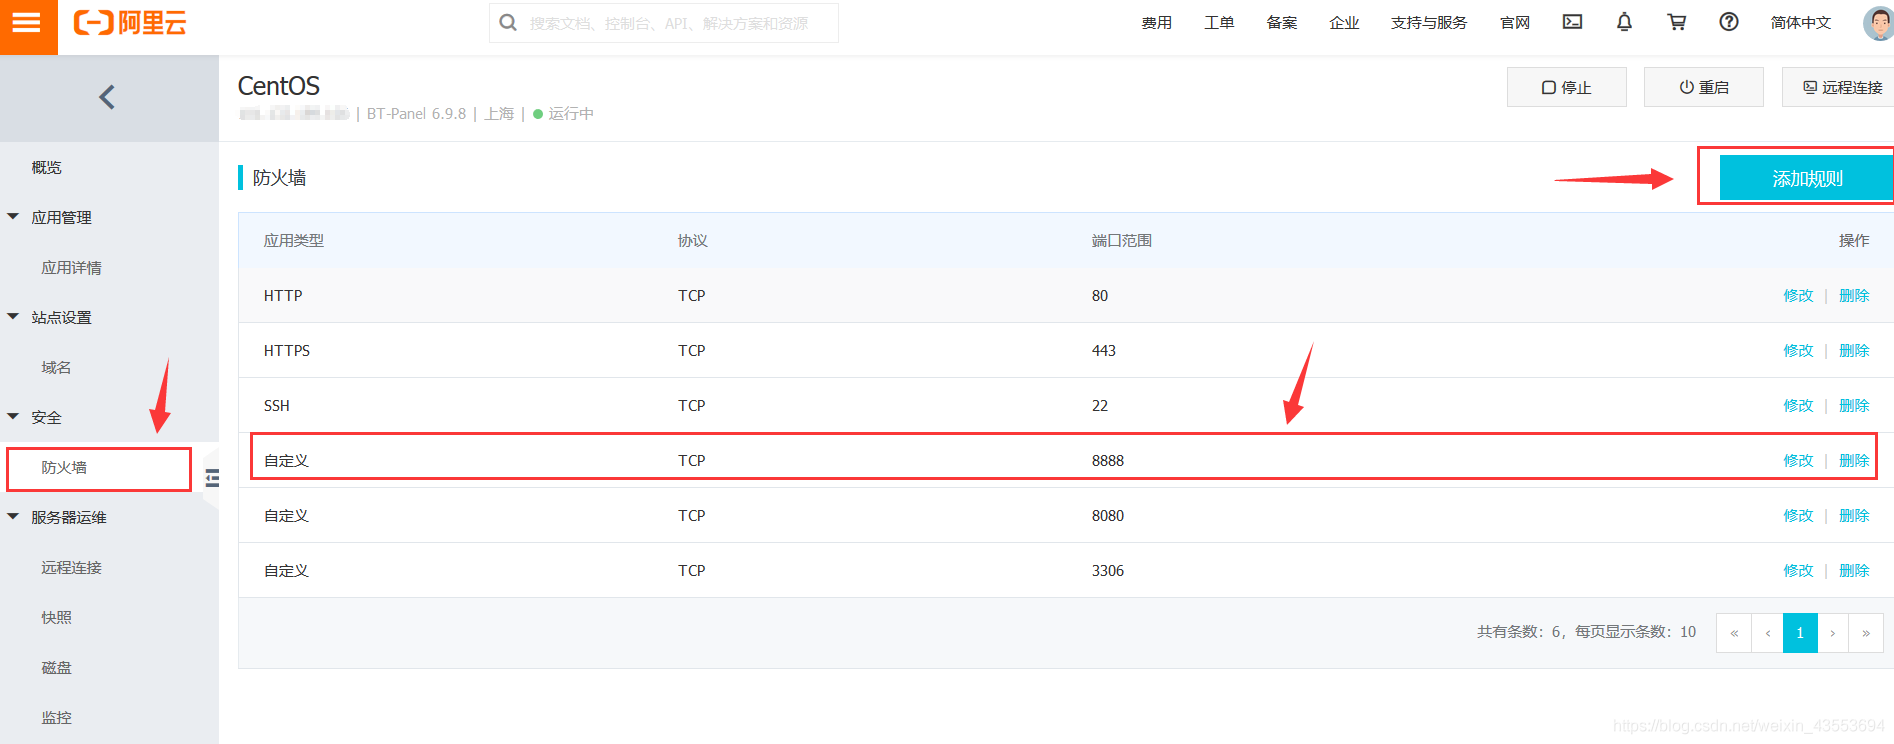 阿里云
搜索文档、控制台、API、解决方案和资源
费用 工单 备案 企业 支持与服务 官网 简体中文
CentOS
| BT-Panel 6.9.8 | 上海 | 运行中
停止 重启 远程连接
概览
应用管理
应用详情
站点设置
域名
安全
防火墙
服务器运维
远程连接
快照
磁盘
监控
防火墙
添加规则
应用类型 协议 端口范围 操作
HTTP TCP 80 修改 | 删除
HTTPS TCP 443 修改 | 删除
SSH TCP 22 修改 | 删除
自定义 TCP 8888 修改 | 删除
自定义 TCP 8080 修改 | 删除
自定义 TCP 3306 修改 | 删除
共有条数：6，每页显示条数：10 « ‹ 1 › »
https://blog.csdn.net/weixin_43553694